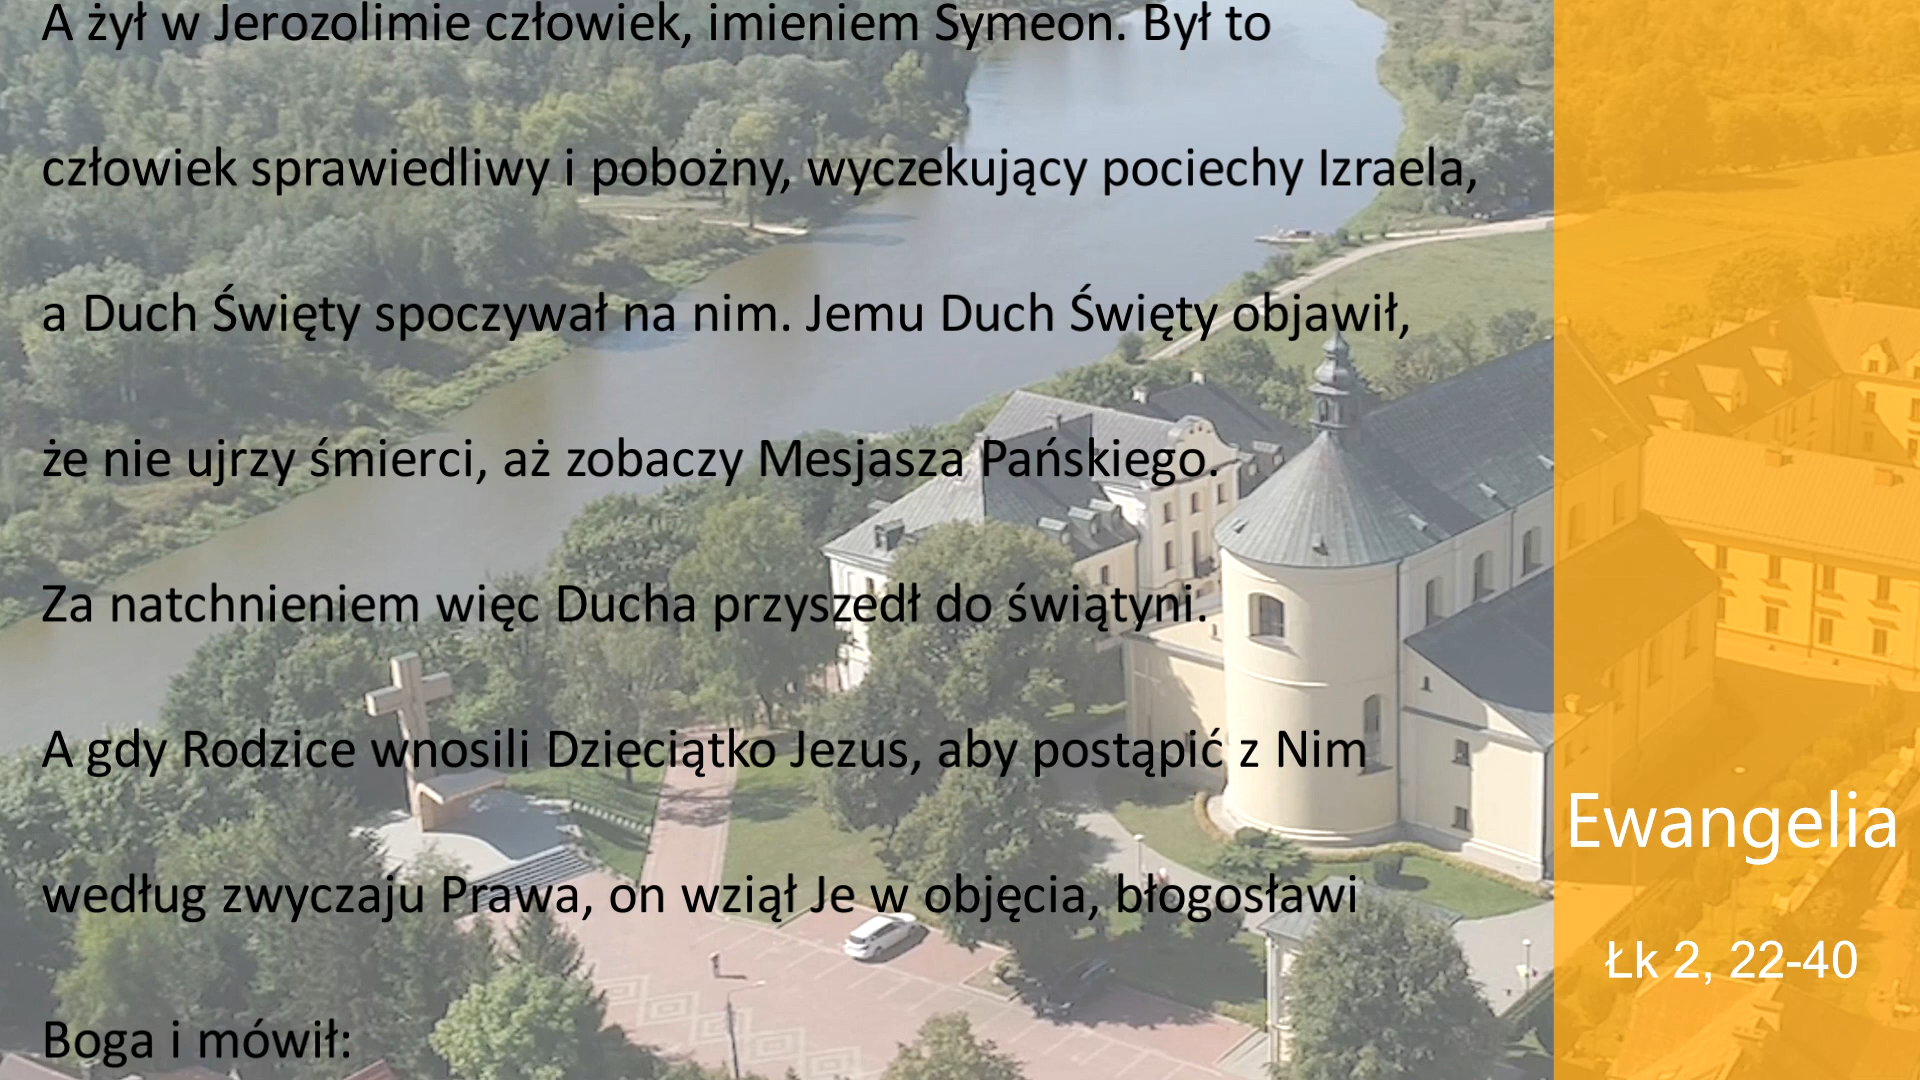 A żył w Jerozolimie człowiek, imieniem Symeon. Był to
człowiek sprawiedliwy i pobożny, wyczekujący pociechy Izraela,
a Duch Święty spoczywał na nim. Jemu Duch Święty objawił,
że nie ujrzy śmierci, aż zobaczy Mesjasza Pańskiego.
Za natchnieniem więc Ducha przyszedł do świątyni.
A gdy Rodzice wnosili Dzieciątko Jezus, aby postąpić z Nim
według zwyczaju Prawa, on wziął Je w objęcia, błogosławi
Boga i mówił:
Ewangelia
Łk 2, 22-40